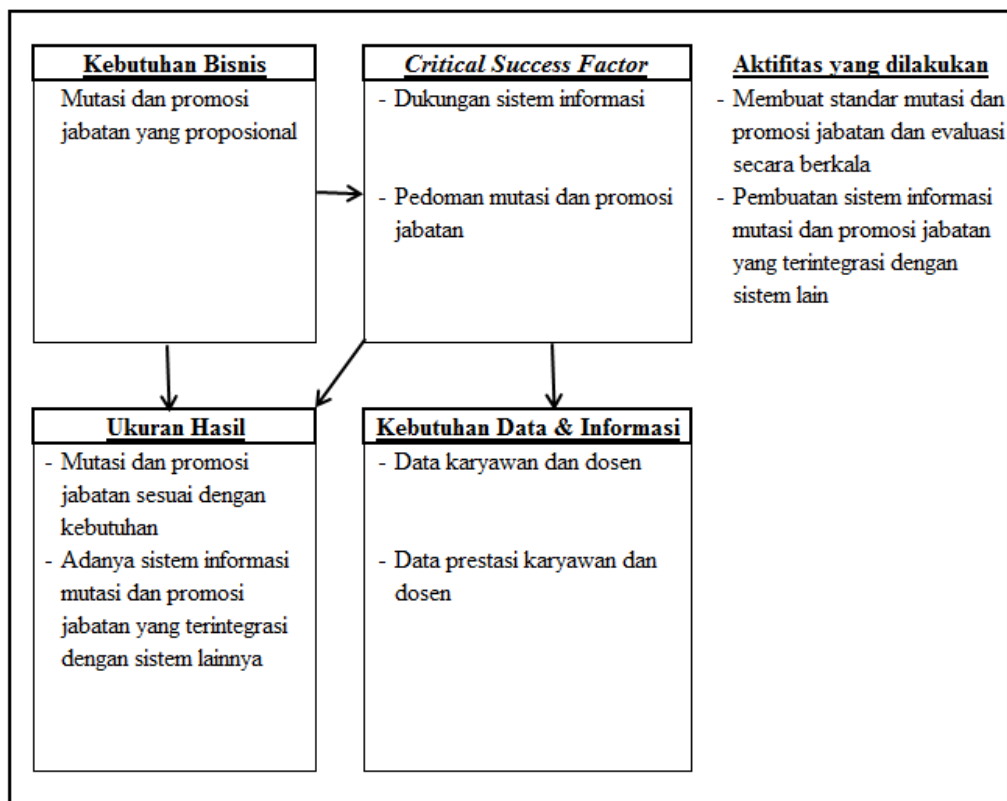 Kebutuhan Bisnis
Mutasi dan promosi
jabatan yang proposional
Critical Success Factor
- Dukungan sistem informasi
- Pedoman mutasi dan promosi
jabatan
Aktifitas yang dilakukan
- Membuat standar mutasi dan
promosi jabatan dan evaluasi
secara berkala
- Pembuatan sistem informasi
mutasi dan promosi jabatan
yang terintegrasi dengan
sistem lain
Ukuran Hasil
- Mutasi dan promosi
jabatan sesuai dengan
kebutuhan
- Adanya sistem informasi
mutasi dan promosi
jabatan yang terintegrasi
dengan sistem lainnya
Kebutuhan Data & Informasi
- Data karyawan dan dosen
- Data prestasi karyawan dan
dosen